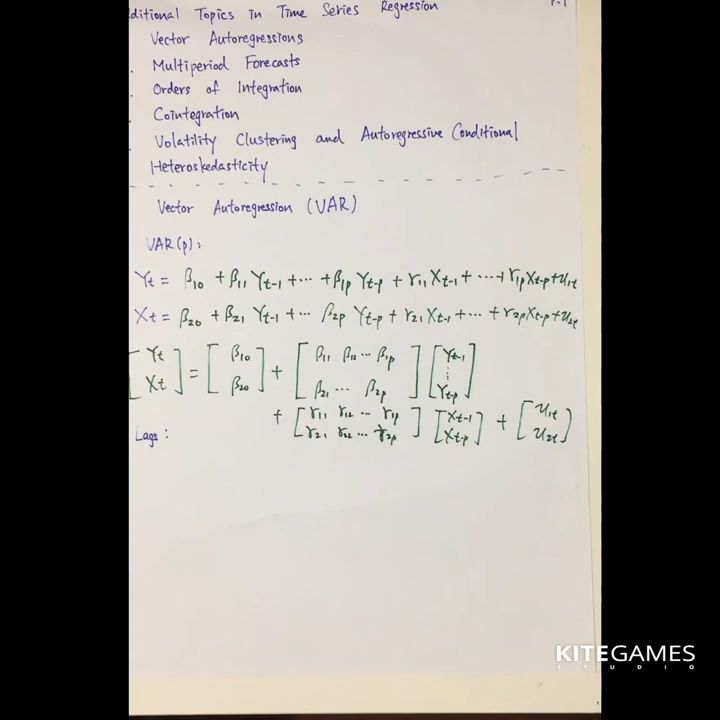 ditional Topics in Time Series Regression P.1
Vector Autoregressions
. Multiperiod Forecasts
. Orders of Integration
. Cointegration
. Volatility Clustering and Autoregressive Conditional
Heteroskedasticity
Vector Autoregression (VAR)
VAR(p):
Yt = β10 + β11 Yt-1 + ... + β1p Yt-p + γ11 Xt-1 + ... + γ1p Xt-p + u1t
Xt = β20 + β21 Yt-1 + ... β2p Yt-p + γ21 Xt-1 + ... + γ2p Xt-p + u2t
[Yt Xt] = [β10 β20] + [β11 β12 ... β1p β21 ... β2p] [Yt-1 ⋮ Yt-p]
+ [γ11 γ12 ... γ1p γ21 γ22 ... γ2p] [Xt-1 Xt-p] + [u1t u2t]
Lags:
KITEGAMES
STUDIO